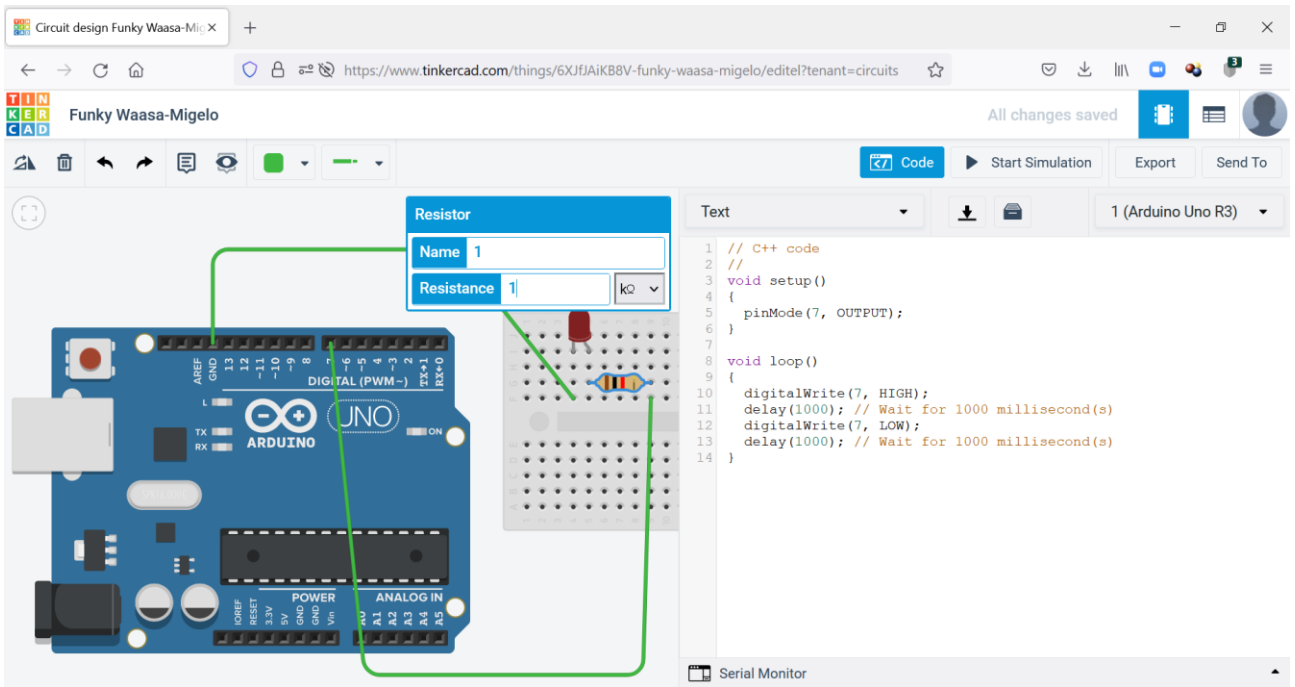 Circuit design Funky Waasa-Mig
https://www.tinkercad.com/things/6XJfJAiKB8V-funky-waasa-migelo/editel?tenant=circuits
3
TIN
KER
CAD
Funky Waasa-Migelo
All changes saved
Code
Start Simulation
Export
Send To
Resistor
Name 1
Resistance 1 kΩ
Text
1 (Arduino Uno R3)
1 // C++ code
2 //
3 void setup()
4 {
5 pinMode(7, OUTPUT);
6 }
7
8 void loop()
9 {
10 digitalWrite(7, HIGH);
11 delay(1000); // Wait for 1000 millisecond(s)
12 digitalWrite(7, LOW);
13 delay(1000); // Wait for 1000 millisecond(s)
14 }
AREF GND 13 12 ~11 ~10 ~9 8 7 ~6 ~5 4 ~3 2 TX→1 RX←0
DIGITAL (PWM~)
L
TX
RX
ARDUINO
UNO
ON
POWER
ANALOG IN
IOREF RESET 3.3V 5V GND GND Vin A0 A1 A2 A3 A4 A5
Serial Monitor